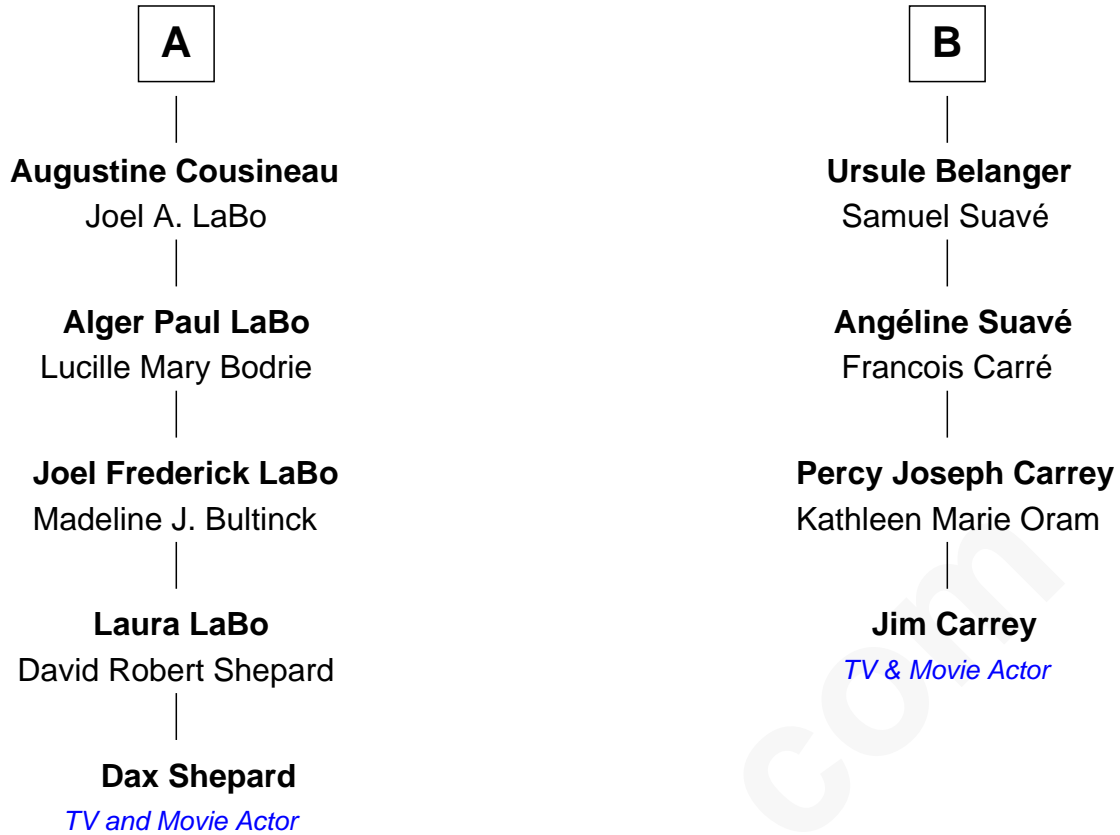 A
Augustine Cousineau
Joel A. LaBo
Alger Paul LaBo
Lucille Mary Bodrie
Joel Frederick LaBo
Madeline J. Bultinck
Laura LaBo
David Robert Shepard
Dax Shepard
TV and Movie Actor
B
Ursule Belanger
Samuel Suavé
Angéline Suavé
Francois Carré
Percy Joseph Carrey
Kathleen Marie Oram
Jim Carrey
TV & Movie Actor
com